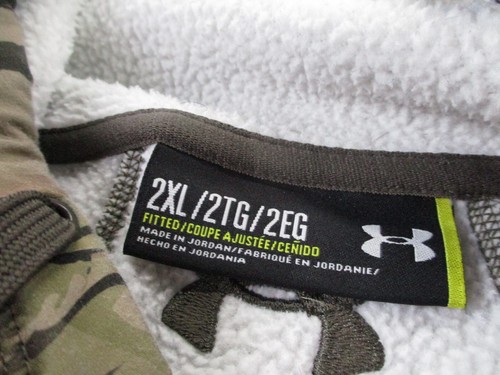 2XL/2TG/2EG
FITTED/COUPE AJUSTÉE/CEÑIDO
MADE IN JORDAN/FABRIQUÉ EN JORDANIE/
HECHO EN JORDANIA